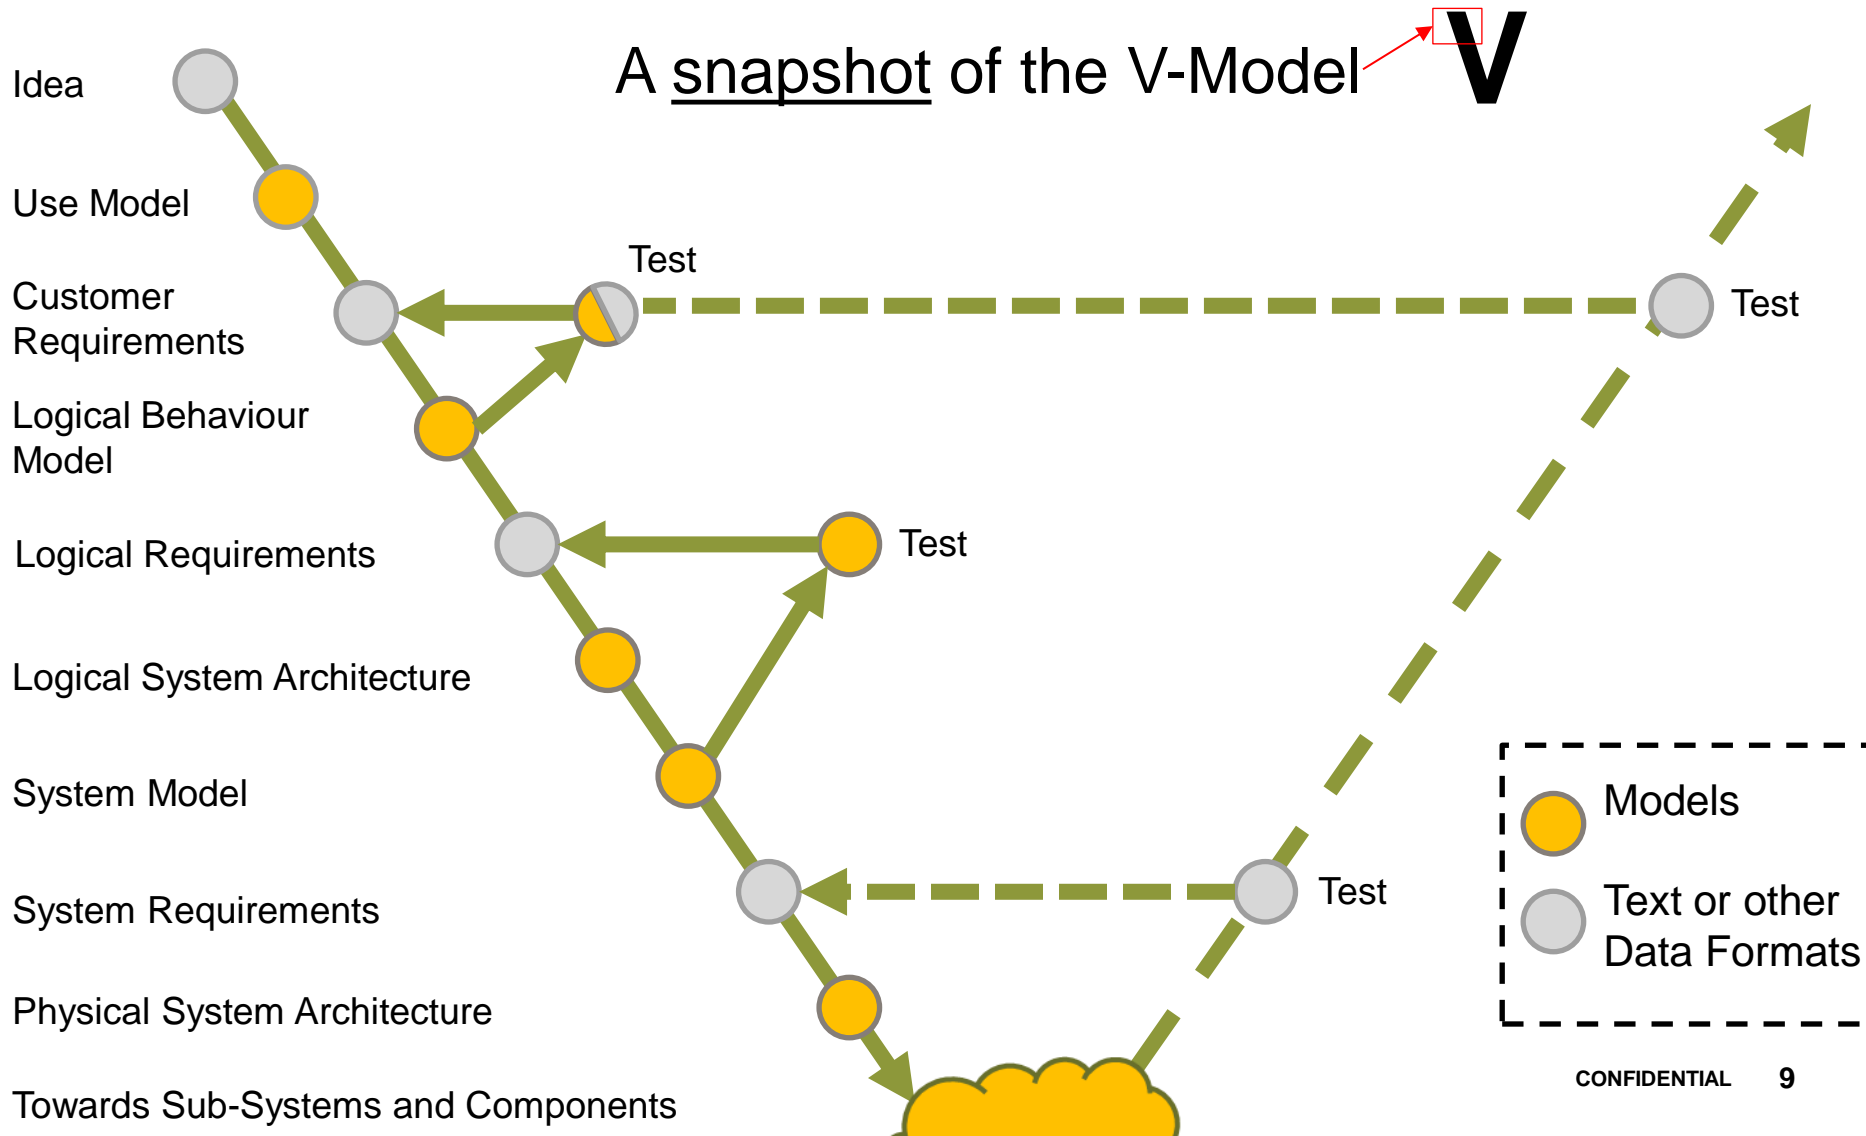 A snapshot of the V-Model
V
Idea
Use Model
Test
Customer
Requirements
Test
Logical Behaviour
Model
Logical Requirements
Test
Logical System Architecture
System Model
Models
System Requirements
Test
Text or other
Data Formats
Physical System Architecture
Towards Sub-Systems and Components
CONFIDENTIAL 9